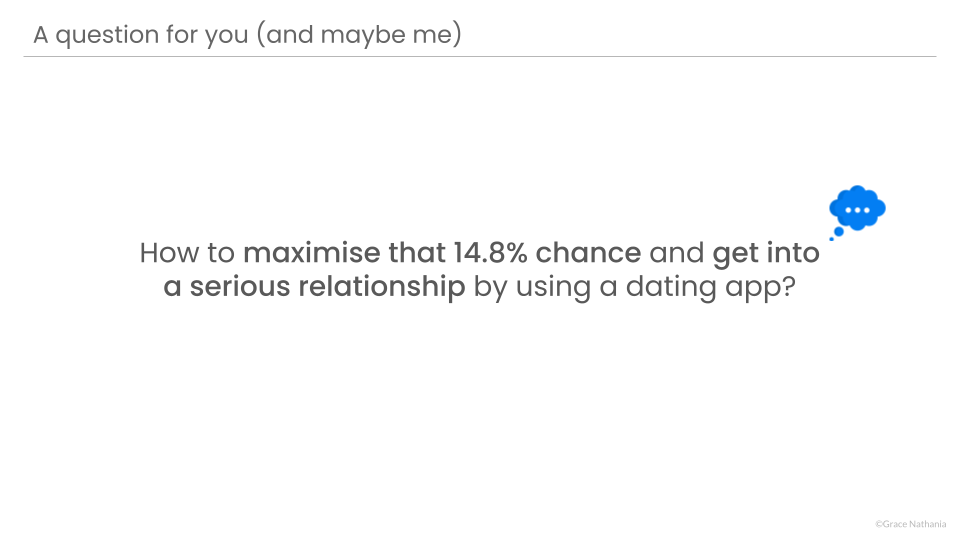 A question for you (and maybe me)
How to maximise that 14.8% chance and get into
a serious relationship by using a dating app?
©Grace Nathania